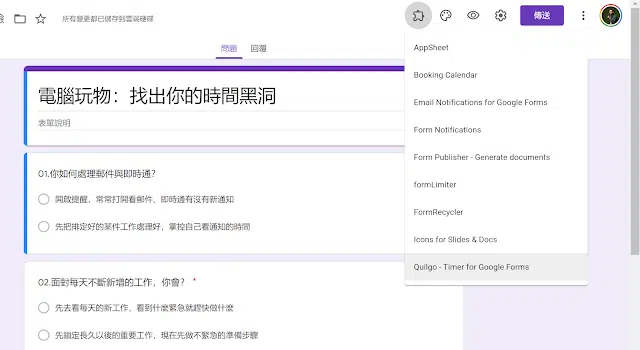 所有變更都已儲存到雲端硬碟
傳送
問題 回覆
電腦玩物：找出你的時間黑洞
表單說明
01.你如何處理郵件與即時通?
開啟提醒，常常打開看郵件、即時通有沒有新通知
先把排定好的某件工作處理好，掌控自己看通知的時間
02.面對每天不斷新增的工作，你會? *
先去看每天的新工作，看到什麼緊急就趕快做什麼
先鎖定長久以後的重要工作，現在先做不緊急的準備步驟
AppSheet
Booking Calendar
Email Notifications for Google Forms
Form Notifications
Form Publisher - Generate documents
formLimiter
FormRecycler
Icons for Slides & Docs
Quilgo - Timer for Google Forms